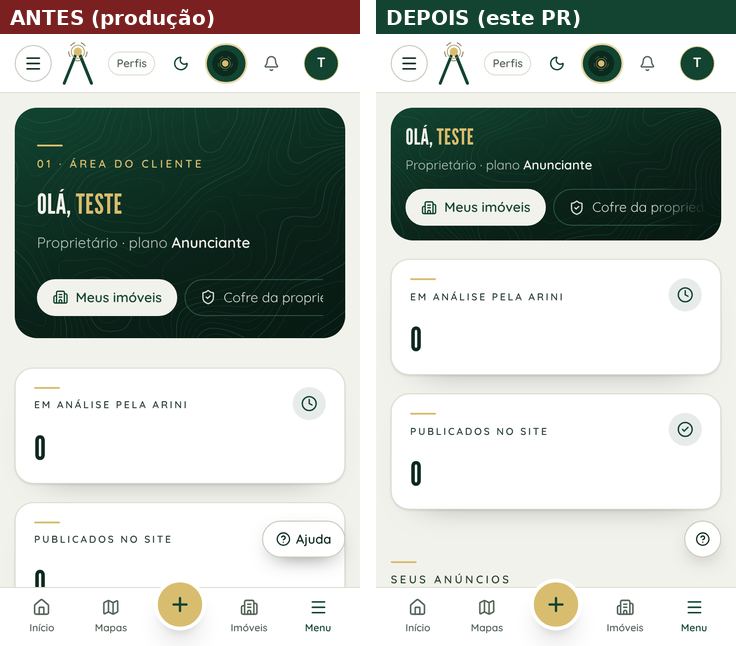 ANTES (produção)
Perfis
T
01 · ÁREA DO CLIENTE
OLÁ, TESTE
Proprietário · plano Anunciante
Meus imóveis
Cofre da proprie
EM ANÁLISE PELA ARINI
0
PUBLICADOS NO SITE
Ajuda
0
Início
Mapas
Imóveis
Menu
DEPOIS (este PR)
Perfis
T
OLÁ, TESTE
Proprietário · plano Anunciante
Meus imóveis
Cofre da propried
EM ANÁLISE PELA ARINI
0
PUBLICADOS NO SITE
0
SEUS ANÚNCIOS
Início
Mapas
Imóveis
Menu